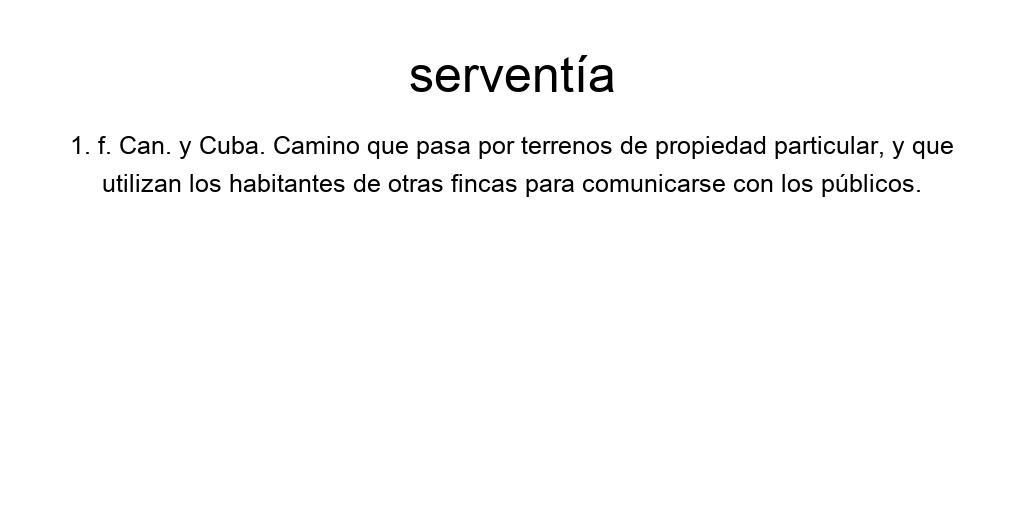 serventía
1. f. Can. y Cuba. Camino que pasa por terrenos de propiedad particular, y que
utilizan los habitantes de otras fincas para comunicarse con los públicos.